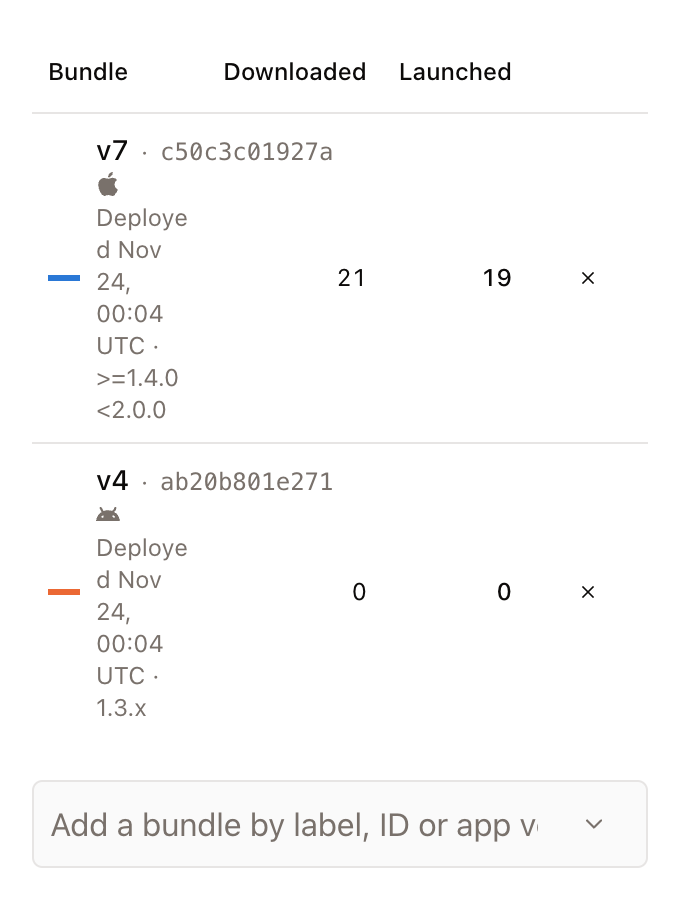 Bundle Downloaded Launched
v7 · c50c3c01927a
Deploye
d Nov
24,
00:04
UTC ·
>=1.4.0
<2.0.0
21 19 ×
v4 · ab20b801e271
Deploye
d Nov
24,
00:04
UTC ·
1.3.x
0 0 ×
Add a bundle by label, ID or app